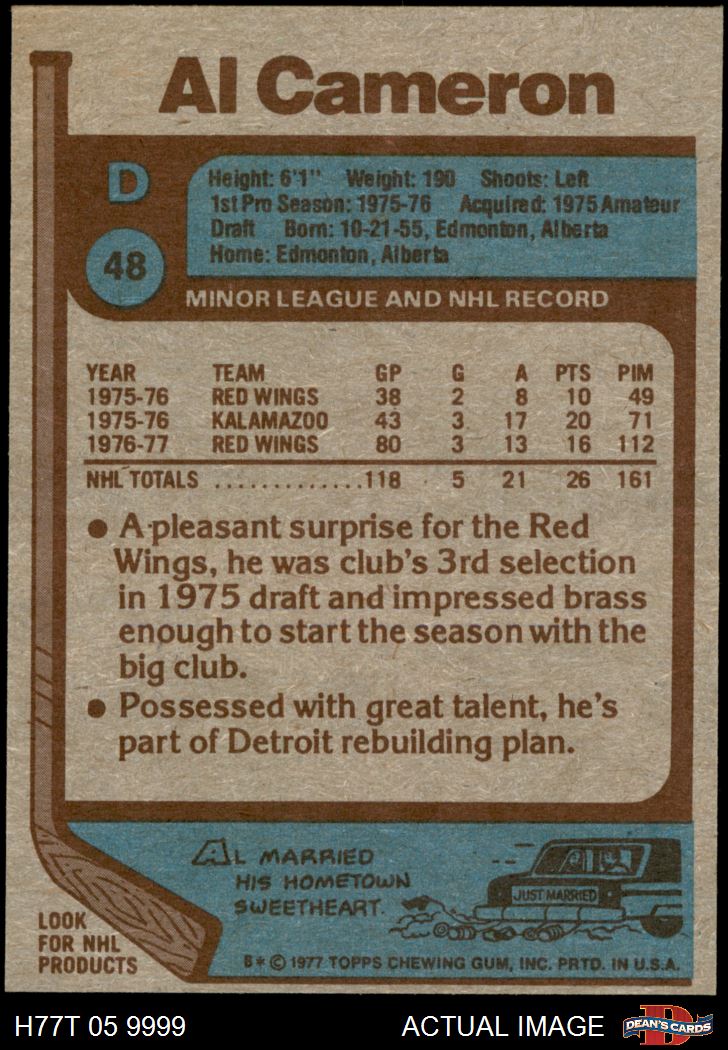 Al Cameron
D
48
Height: 6'1" Weight: 190 Shoots: Left
1st Pro Season: 1975-76 Acquired: 1975 Amateur
Draft Born: 10-21-55, Edmonton, Alberta
Home: Edmonton, Alberta
MINOR LEAGUE AND NHL RECORD
YEAR TEAM GP G A PTS PIM
1975-76 RED WINGS 38 2 8 10 49
1975-76 KALAMAZOO 43 3 17 20 71
1976-77 RED WINGS 80 3 13 16 112
NHL TOTALS .............118 5 21 26 161
● A pleasant surprise for the Red
Wings, he was club's 3rd selection
in 1975 draft and impressed brass
enough to start the season with the
big club.
● Possessed with great talent, he's
part of Detroit rebuilding plan.
AL MARRIED
HIS HOMETOWN
SWEETHEART.
JUST MARRIED
LOOK
FOR NHL
PRODUCTS
B* © 1977 TOPPS CHEWING GUM, INC. PRTD. IN U.S.A.
H77T 05 9999 ACTUAL IMAGE
D
DEAN'S CARDS